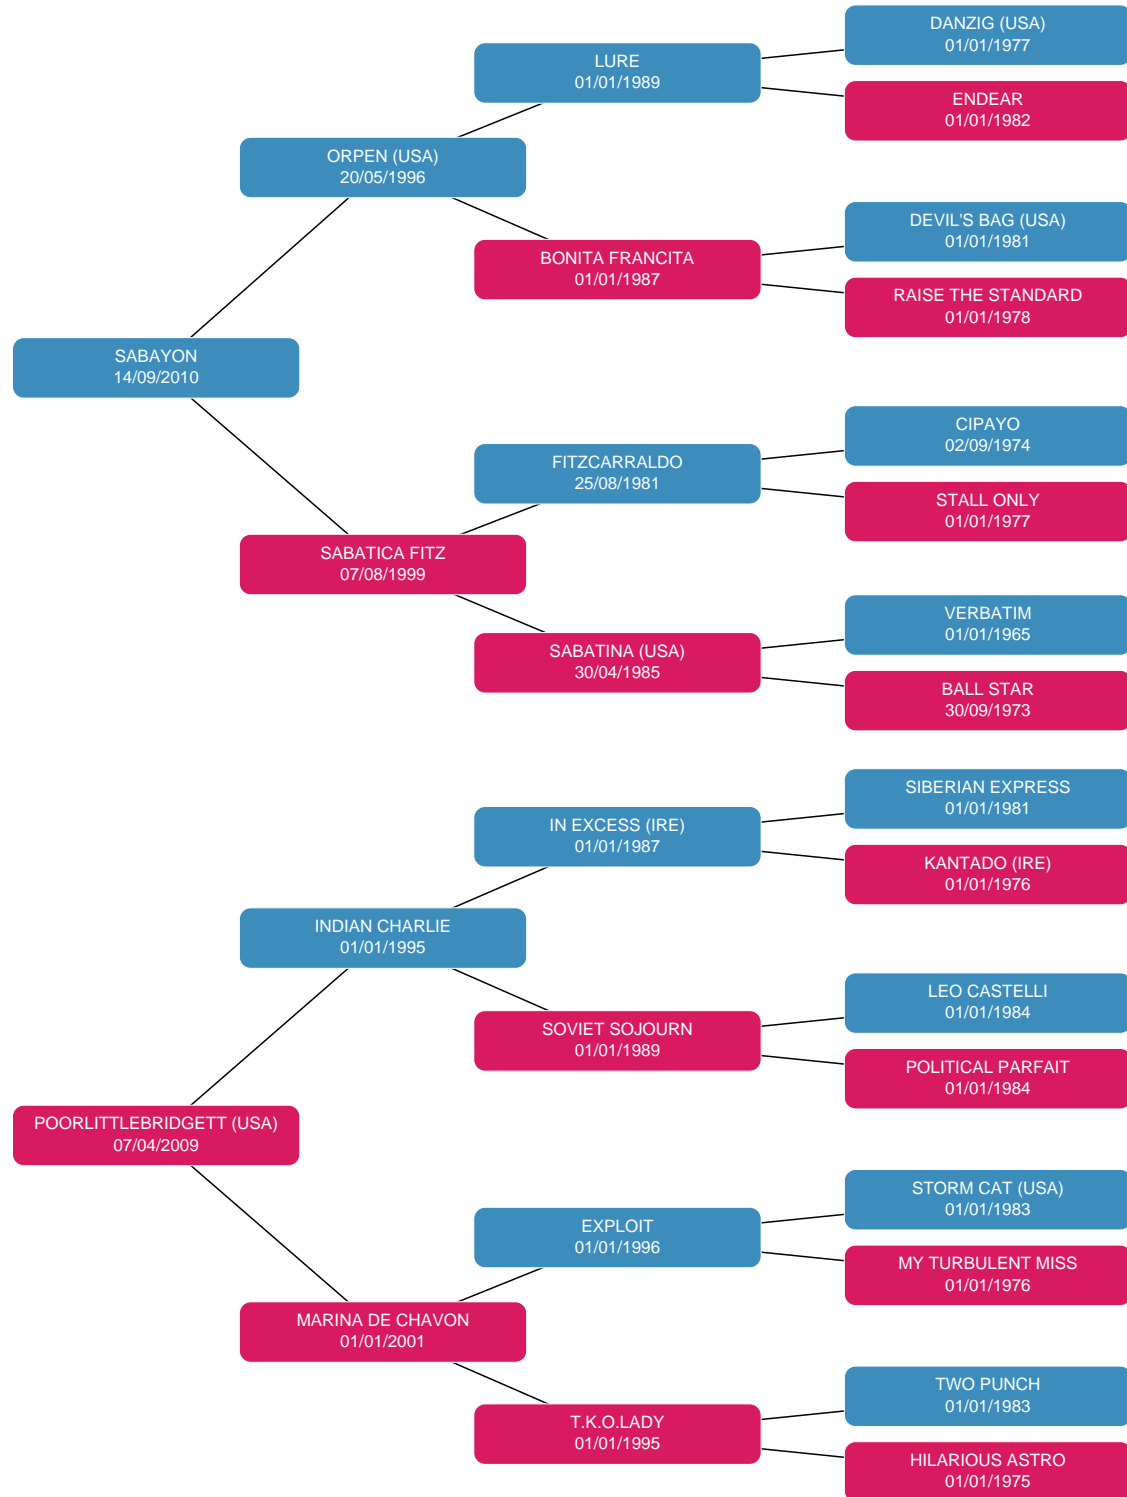 DANZIG (USA)
01/01/1977
LURE
01/01/1989
ENDEAR
01/01/1982
ORPEN (USA)
20/05/1996
DEVIL'S BAG (USA)
01/01/1981
BONITA FRANCITA
01/01/1987
RAISE THE STANDARD
01/01/1978
SABAYON
14/09/2010
CIPAYO
02/09/1974
FITZCARRALDO
25/08/1981
STALL ONLY
01/01/1977
SABATICA FITZ
07/08/1999
VERBATIM
01/01/1965
SABATINA (USA)
30/04/1985
BALL STAR
30/09/1973
SIBERIAN EXPRESS
01/01/1981
IN EXCESS (IRE)
01/01/1987
KANTADO (IRE)
01/01/1976
INDIAN CHARLIE
01/01/1995
LEO CASTELLI
01/01/1984
SOVIET SOJOURN
01/01/1989
POLITICAL PARFAIT
01/01/1984
POORLITTLEBRIDGETT (USA)
07/04/2009
STORM CAT (USA)
01/01/1983
EXPLOIT
01/01/1996
MY TURBULENT MISS
01/01/1976
MARINA DE CHAVON
01/01/2001
TWO PUNCH
01/01/1983
T.K.O.LADY
01/01/1995
HILARIOUS ASTRO
01/01/1975